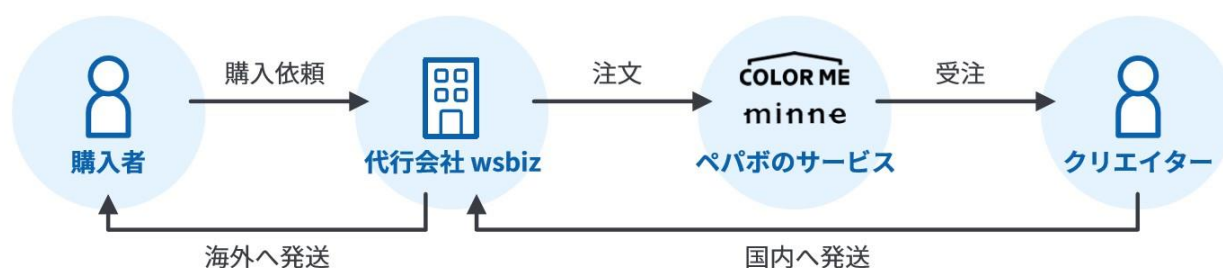 購入依頼
注文
COLOR ME
minne
受注
購入者
代行会社 wsbiz
ペパボのサービス
クリエイター
海外へ発送
国内へ発送